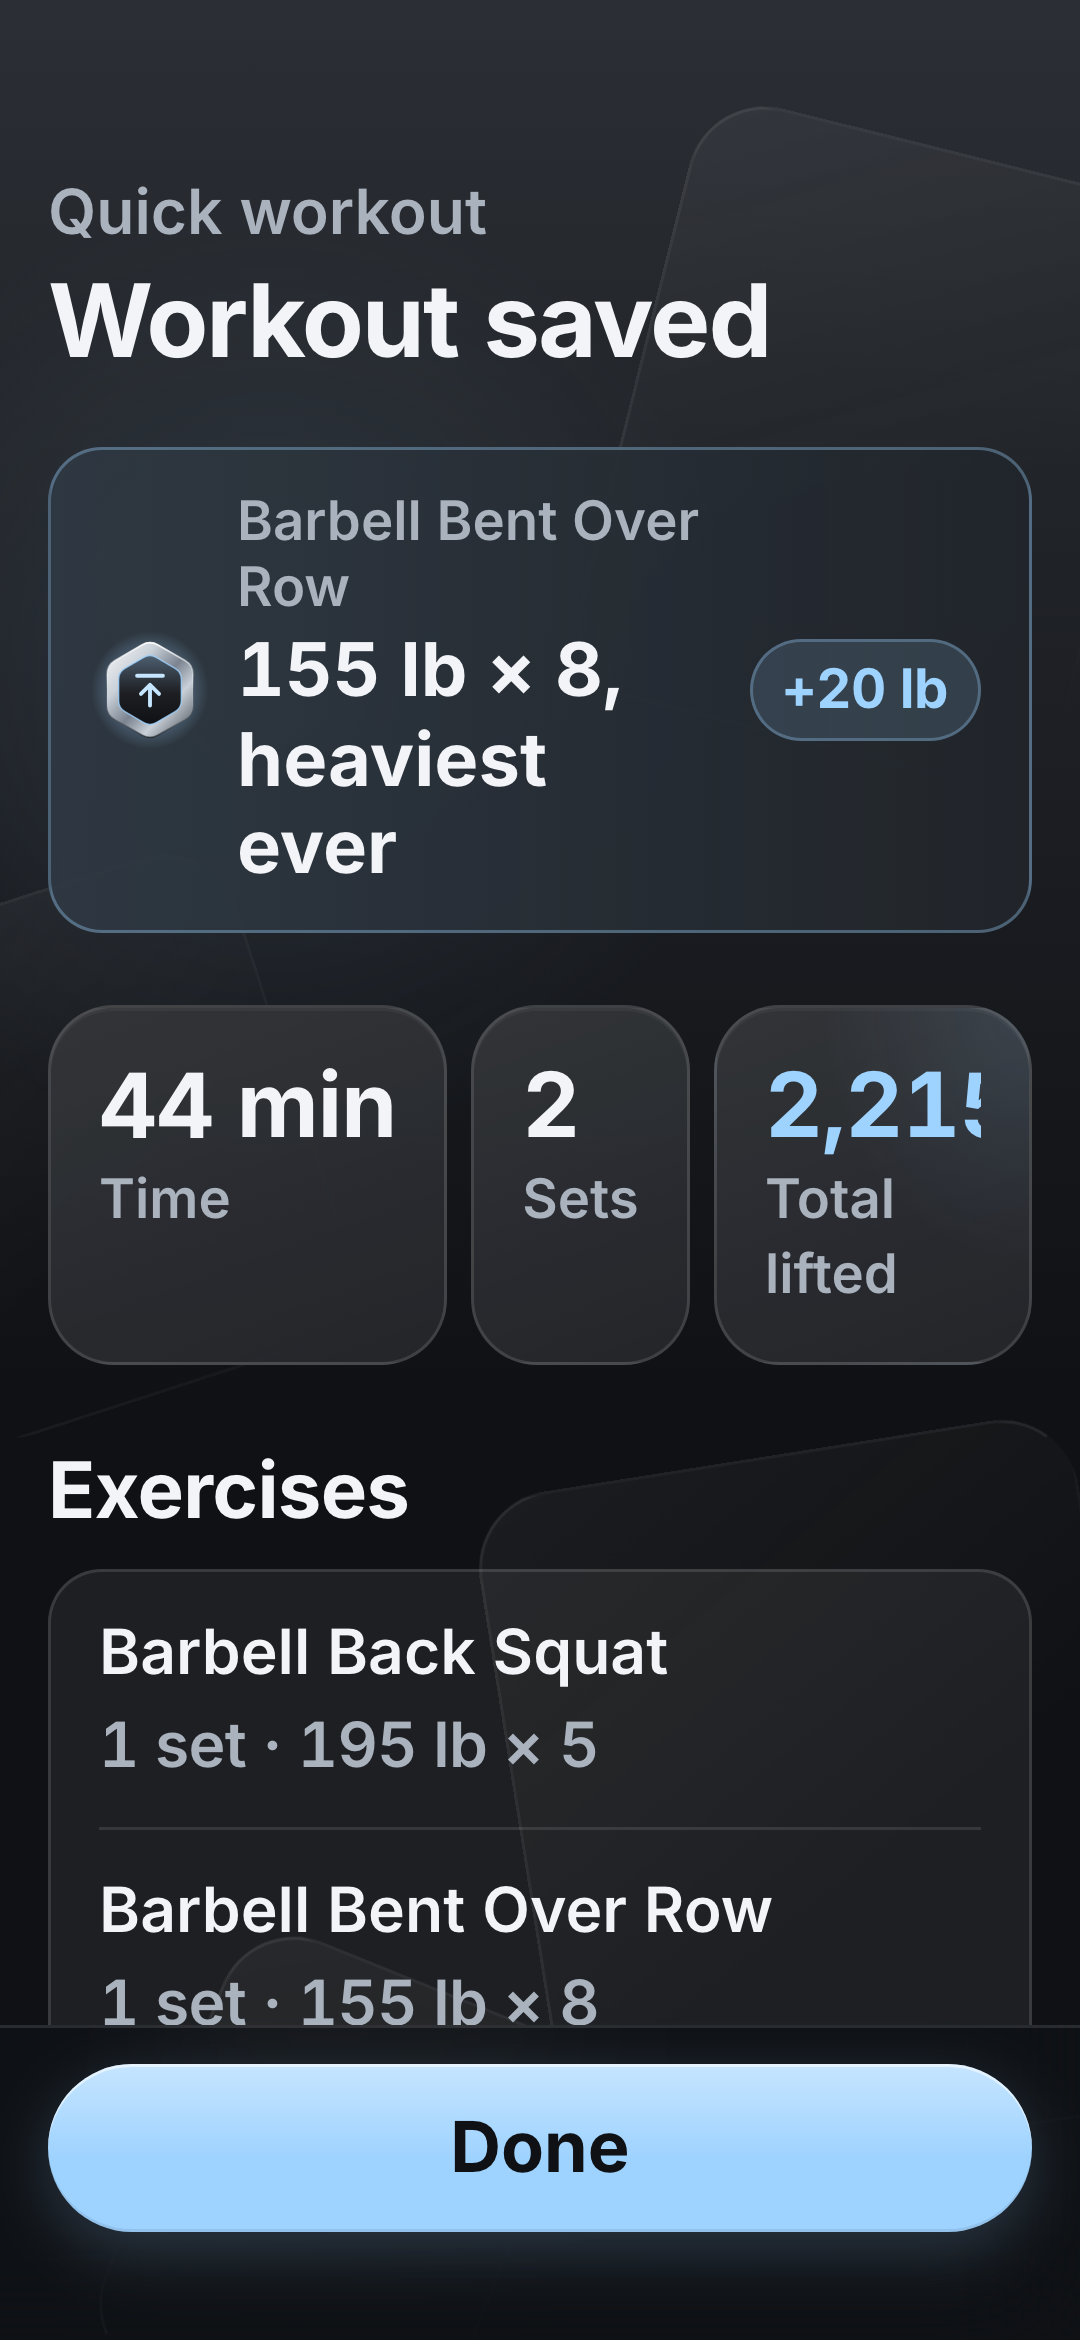 Quick workout
Workout saved
Barbell Bent Over
Row
155 lb × 8,
heaviest
ever
+20 lb
44 min
Time
2
Sets
2,215
Total
lifted
Exercises
Barbell Back Squat
1 set · 195 lb × 5
Barbell Bent Over Row
1 set · 155 lb × 8
Done